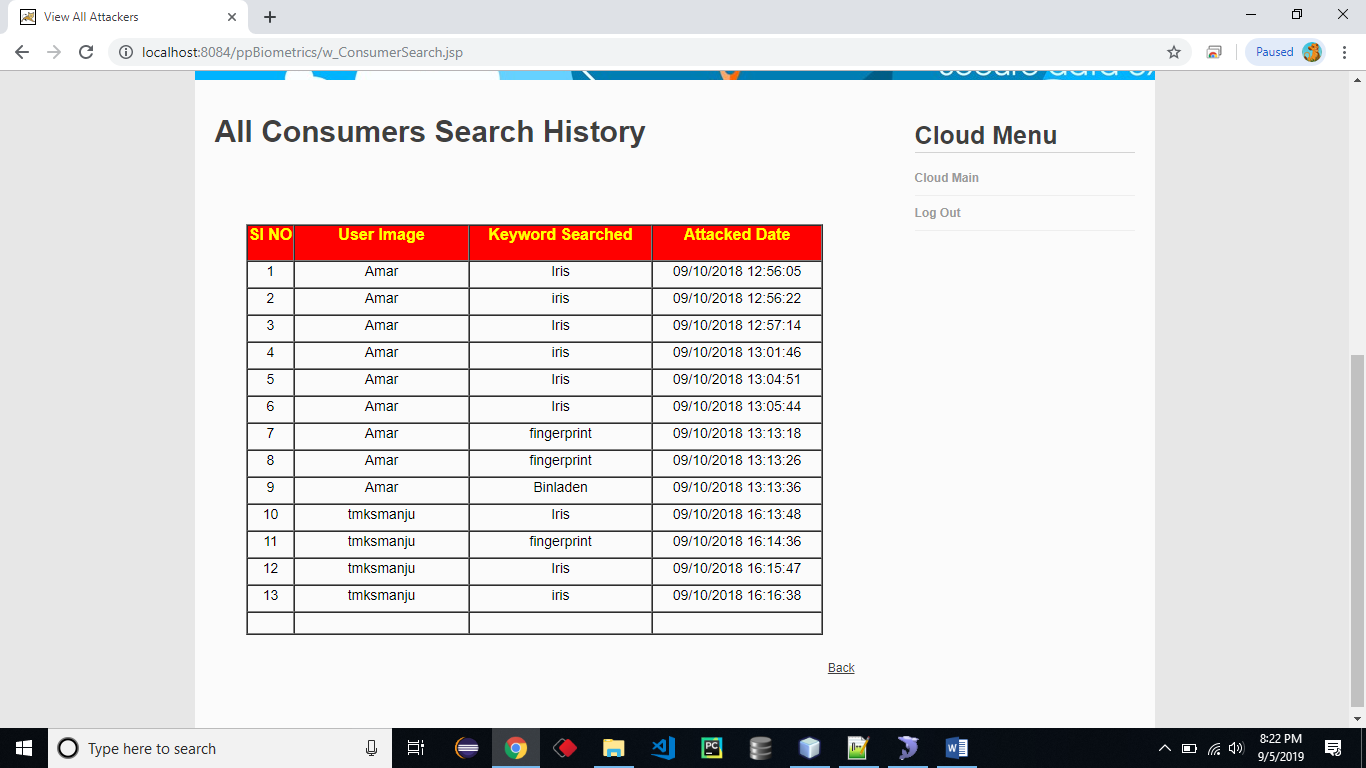 View All Attackers
localhost:8084/ppBiometrics/w_ConsumerSearch.jsp
Paused
All Consumers Search History
Cloud Menu
Cloud Main
Log Out
SI NO User Image Keyword Searched Attacked Date
1 Amar Iris 09/10/2018 12:56:05
2 Amar iris 09/10/2018 12:56:22
3 Amar Iris 09/10/2018 12:57:14
4 Amar iris 09/10/2018 13:01:46
5 Amar Iris 09/10/2018 13:04:51
6 Amar Iris 09/10/2018 13:05:44
7 Amar fingerprint 09/10/2018 13:13:18
8 Amar fingerprint 09/10/2018 13:13:26
9 Amar Binladen 09/10/2018 13:13:36
10 tmksmanju Iris 09/10/2018 16:13:48
11 tmksmanju fingerprint 09/10/2018 16:14:36
12 tmksmanju Iris 09/10/2018 16:15:47
13 tmksmanju iris 09/10/2018 16:16:38
Back
Type here to search
PC
8:22 PM
9/5/2019